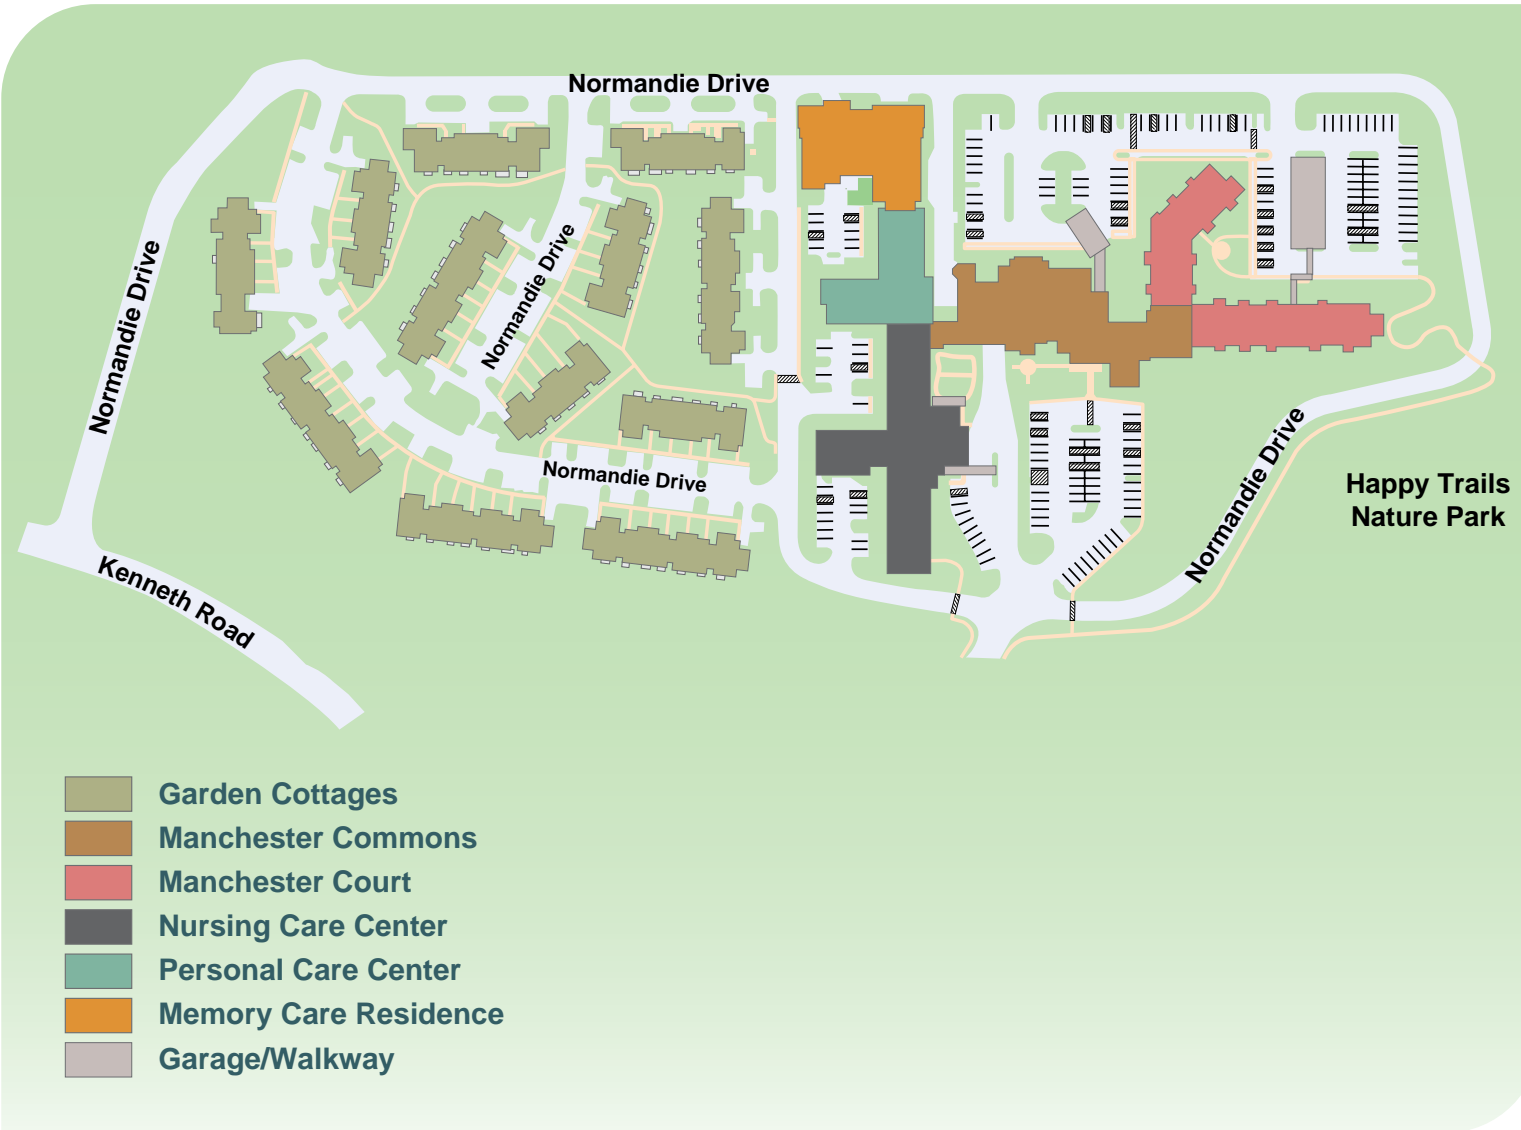 Normandie Drive
Normandie Drive
Normandie Drive
Normandie Drive
Normandie Drive
Happy Trails
Nature Park
Kenneth Road
Garden Cottages
Manchester Commons
Manchester Court
Nursing Care Center
Personal Care Center
Memory Care Residence
Garage/Walkway